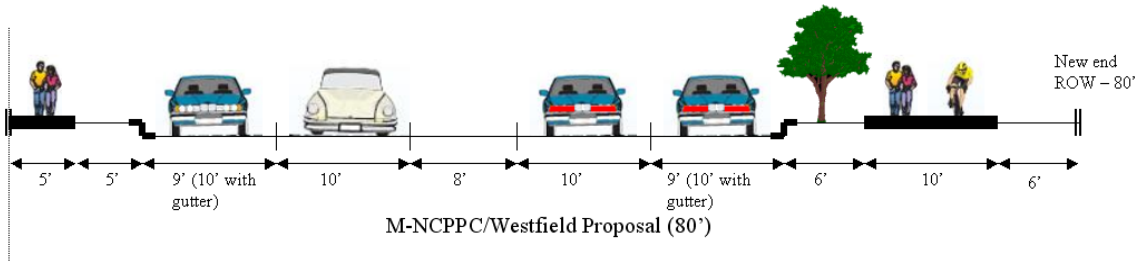 New end
ROW – 80’
5’
5’
9’ (10’ with
gutter)
10’
8’
10’
9’ (10’ with
gutter)
6’
10’
6’
M-NCPPC/Westfield Proposal (80’)